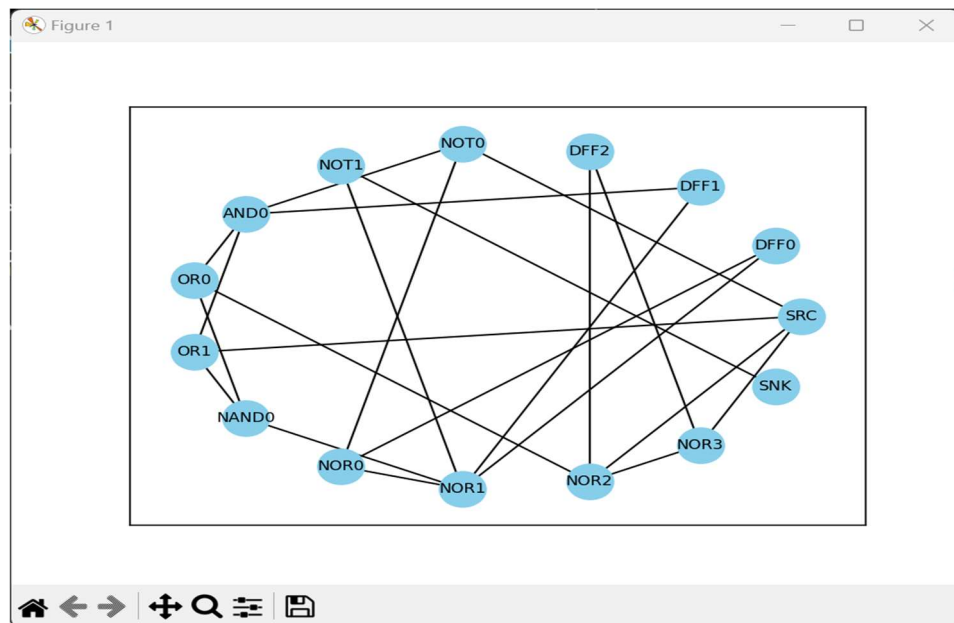 Figure 1
NOT0
DFF2
NOT1
DFF1
AND0
DFF0
OR0
SRC
OR1
SNK
NAND0
NOR3
NOR0
NOR2
NOR1